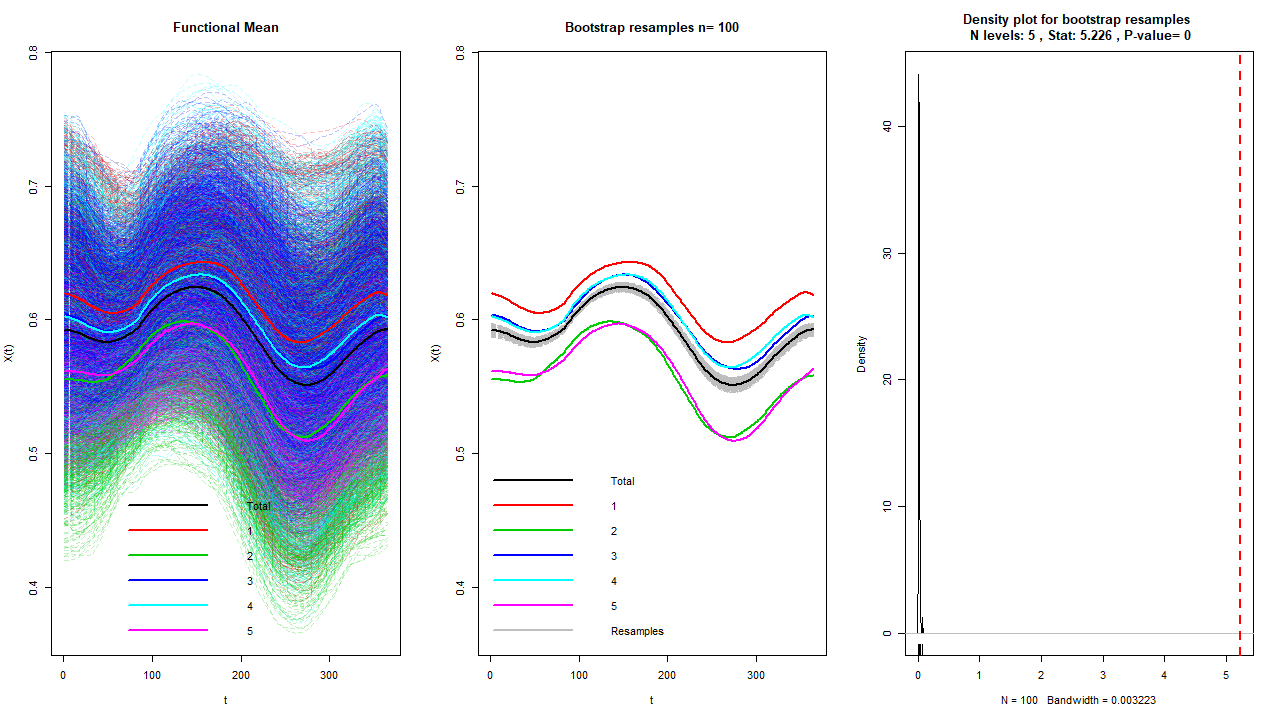 Functional Mean
0.8
0.7
0.6
0.5
0.4
X(t)
Total
1
2
3
4
5
0 100 200 300
t
Bootstrap resamples n= 100
0.8
0.7
0.6
0.5
0.4
X(t)
Total
1
2
3
4
5
Resamples
0 100 200 300
t
Density plot for bootstrap resamples
N levels: 5 , Stat: 5.226 , P-value= 0
40
30
20
10
0
Density
0 1 2 3 4 5
N = 100 Bandwidth = 0.003223